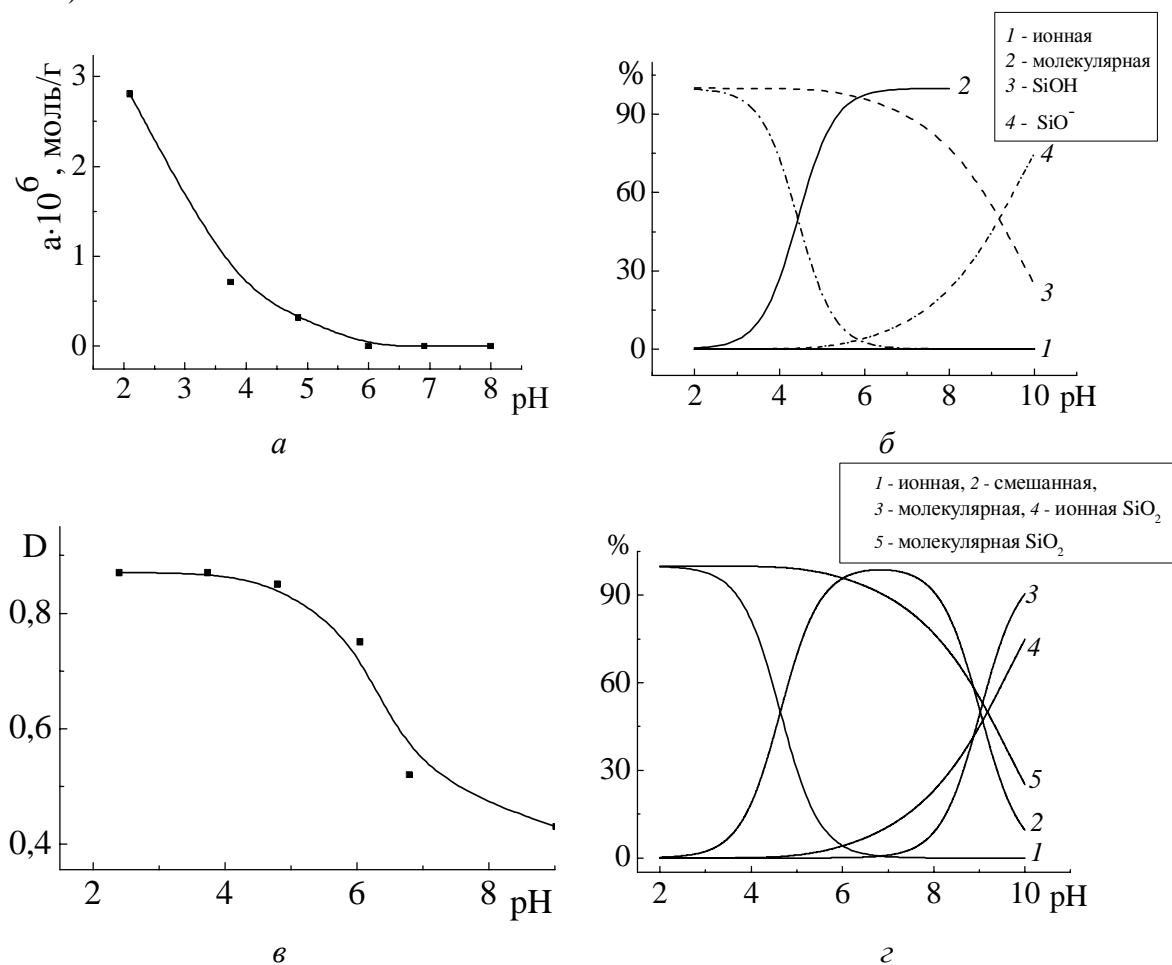 1 - ионная
2 - молекулярная
3 - SiOH
4 - SiO⁻
a·10⁶, моль/г
3
2
1
0
2 3 4 5 6 7 8 pH
а
%
90
60
30
0
2
4
3
1
2 4 6 8 10 pH
б
1 - ионная, 2 - смешанная,
3 - молекулярная, 4 - ионная SiO₂
5 - молекулярная SiO₂
D
0,8
0,6
0,4
2 4 6 8 pH
в
%
90
60
30
0
3
4
5
2
1
2 4 6 8 10 pH
г